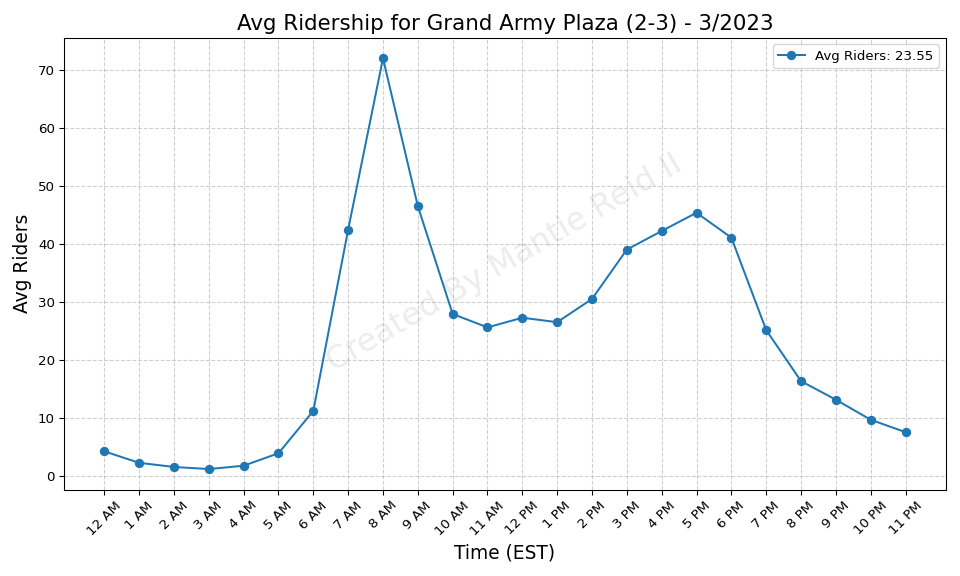 Avg Ridership for Grand Army Plaza (2-3) - 3/2023
Avg Riders: 23.55
Avg Riders
70
60
50
40
30
20
10
0
Created By Mantie Reid II
12 AM
1 AM
2 AM
3 AM
4 AM
5 AM
6 AM
7 AM
8 AM
9 AM
10 AM
11 AM
12 PM
1 PM
2 PM
3 PM
4 PM
5 PM
6 PM
7 PM
8 PM
9 PM
10 PM
11 PM
Time (EST)